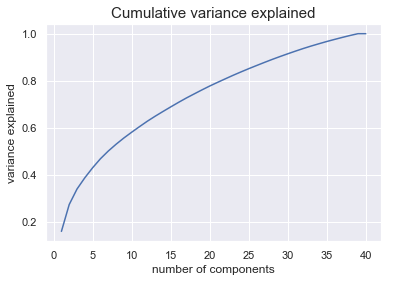 Cumulative variance explained
1.0
0.8
0.6
0.4
0.2
variance explained
0 5 10 15 20 25 30 35 40
number of components